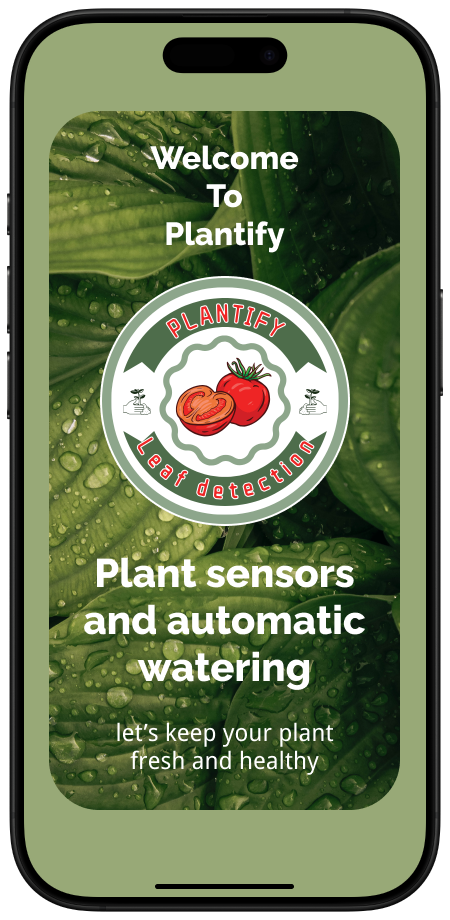 Welcome
To
Plantify
PLANTIFY
Leaf detection
Plant sensors
and automatic
watering
let’s keep your plant
fresh and healthy